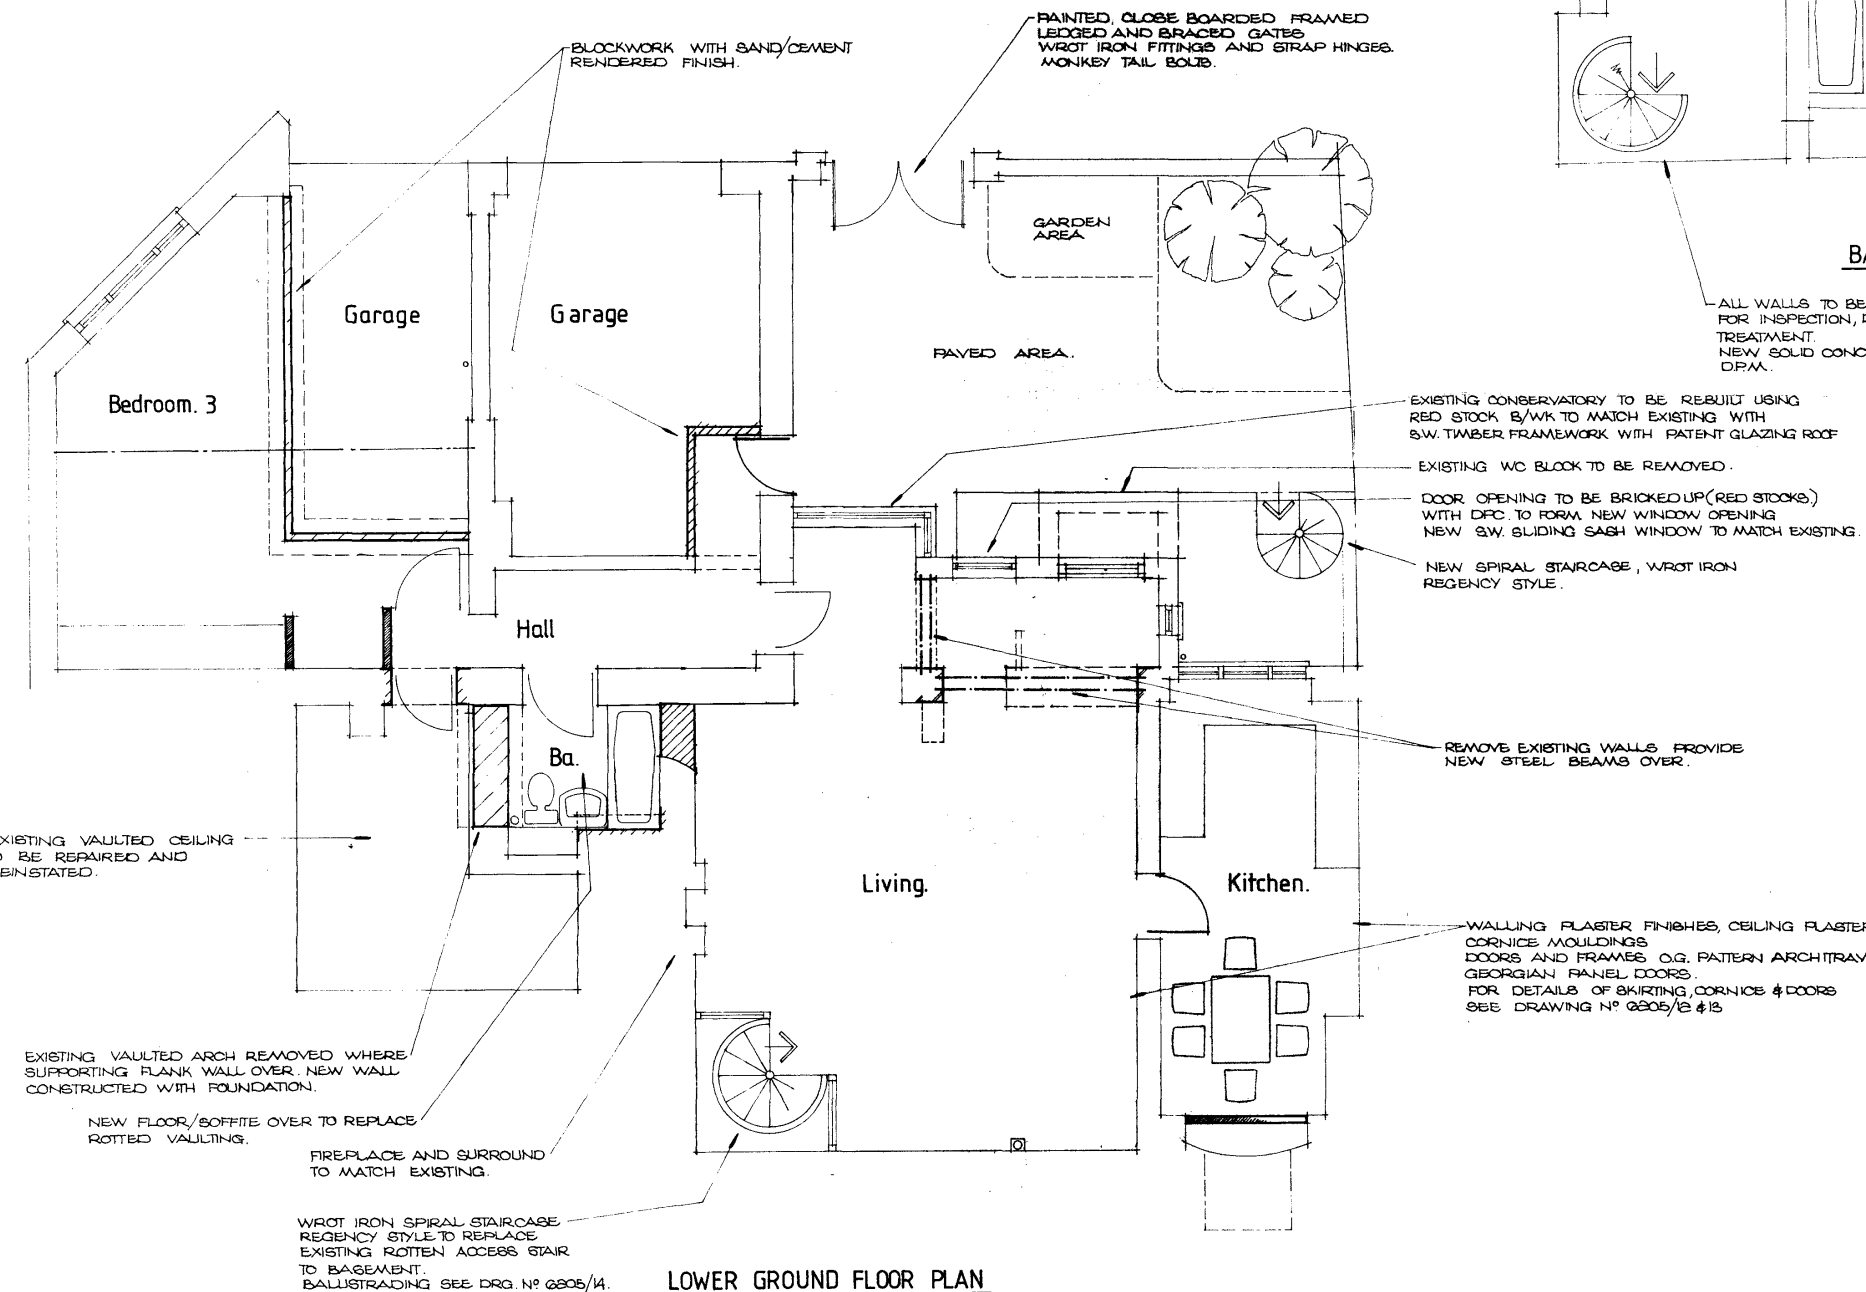 PAINTED, CLOSE BOARDED FRAMED
LEDGED AND BRACED GATES
WROT IRON FITTINGS AND STRAP HINGES.
MONKEY TAIL BOLTS.
BLOCKWORK WITH SAND/CEMENT
RENDERED FINISH.
GARDEN
AREA
BA
ALL WALLS TO BE
FOR INSPECTION,
TREATMENT.
NEW SOLID CONC
D.P.M.
Garage
Garage
PAVED AREA.
Bedroom. 3
EXISTING CONSERVATORY TO BE REBUILT USING
RED STOCK B/WK TO MATCH EXISTING WITH
S.W. TIMBER FRAMEWORK WITH PATENT GLAZING ROOF
EXISTING WC BLOCK TO BE REMOVED.
DOOR OPENING TO BE BRICKED UP (RED STOCKS)
WITH DPC. TO FORM NEW WINDOW OPENING
NEW S.W. SLIDING SASH WINDOW TO MATCH EXISTING.
NEW SPIRAL STAIRCASE, WROT IRON
REGENCY STYLE.
Hall
REMOVE EXISTING WALLS PROVIDE
NEW STEEL BEAMS OVER.
Ba.
XISTING VAULTED CEILING
O BE REPAIRED AND
EINSTATED.
Living.
Kitchen.
WALLING PLASTER FINISHES, CEILING PLASTER
CORNICE MOULDINGS
DOORS AND FRAMES O.G. PATTERN ARCHITRAV
GEORGIAN PANEL DOORS.
FOR DETAILS OF SKIRTING, CORNICE & DOORS
SEE DRAWING Nº 6805/12 & 13
EXISTING VAULTED ARCH REMOVED WHERE
SUPPORTING FLANK WALL OVER. NEW WALL
CONSTRUCTED WITH FOUNDATION.
NEW FLOOR/SOFFITE OVER TO REPLACE
ROTTED VAULTING.
FIREPLACE AND SURROUND
TO MATCH EXISTING.
WROT IRON SPIRAL STAIRCASE
REGENCY STYLE TO REPLACE
EXISTING ROTTEN ACCESS STAIR
TO BASEMENT.
BALUSTRADING SEE DRG. Nº 6805/14.
LOWER GROUND FLOOR PLAN